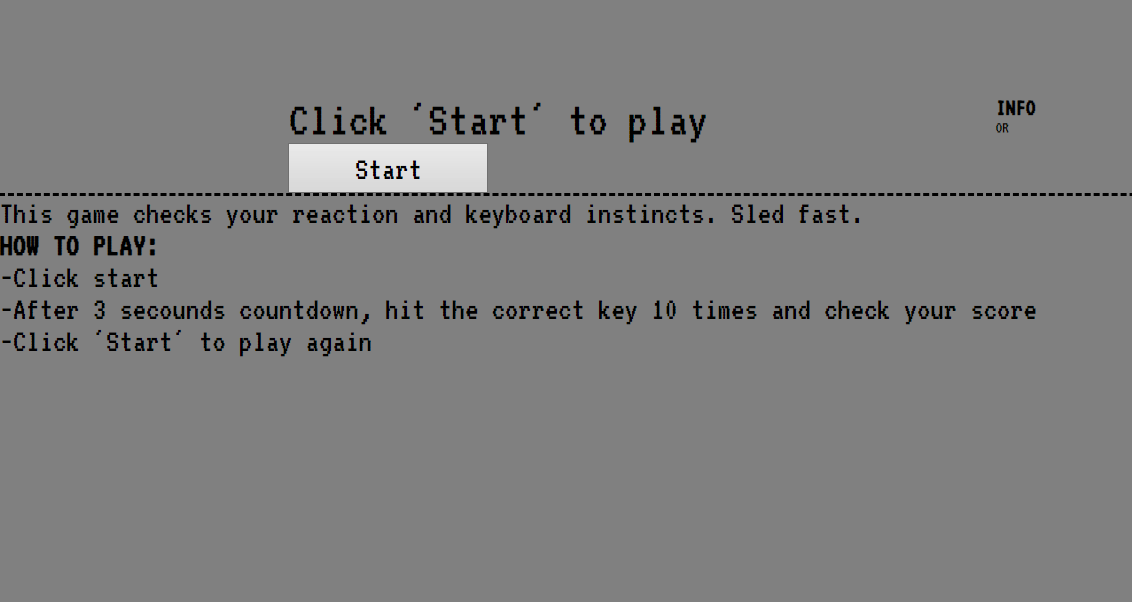 Click ´Start´ to play
INFO
OR
Start
This game checks your reaction and keyboard instincts. Sled fast.
HOW TO PLAY:
-Click start
-After 3 secounds countdown, hit the correct key 10 times and check your score
-Click ´Start´ to play again